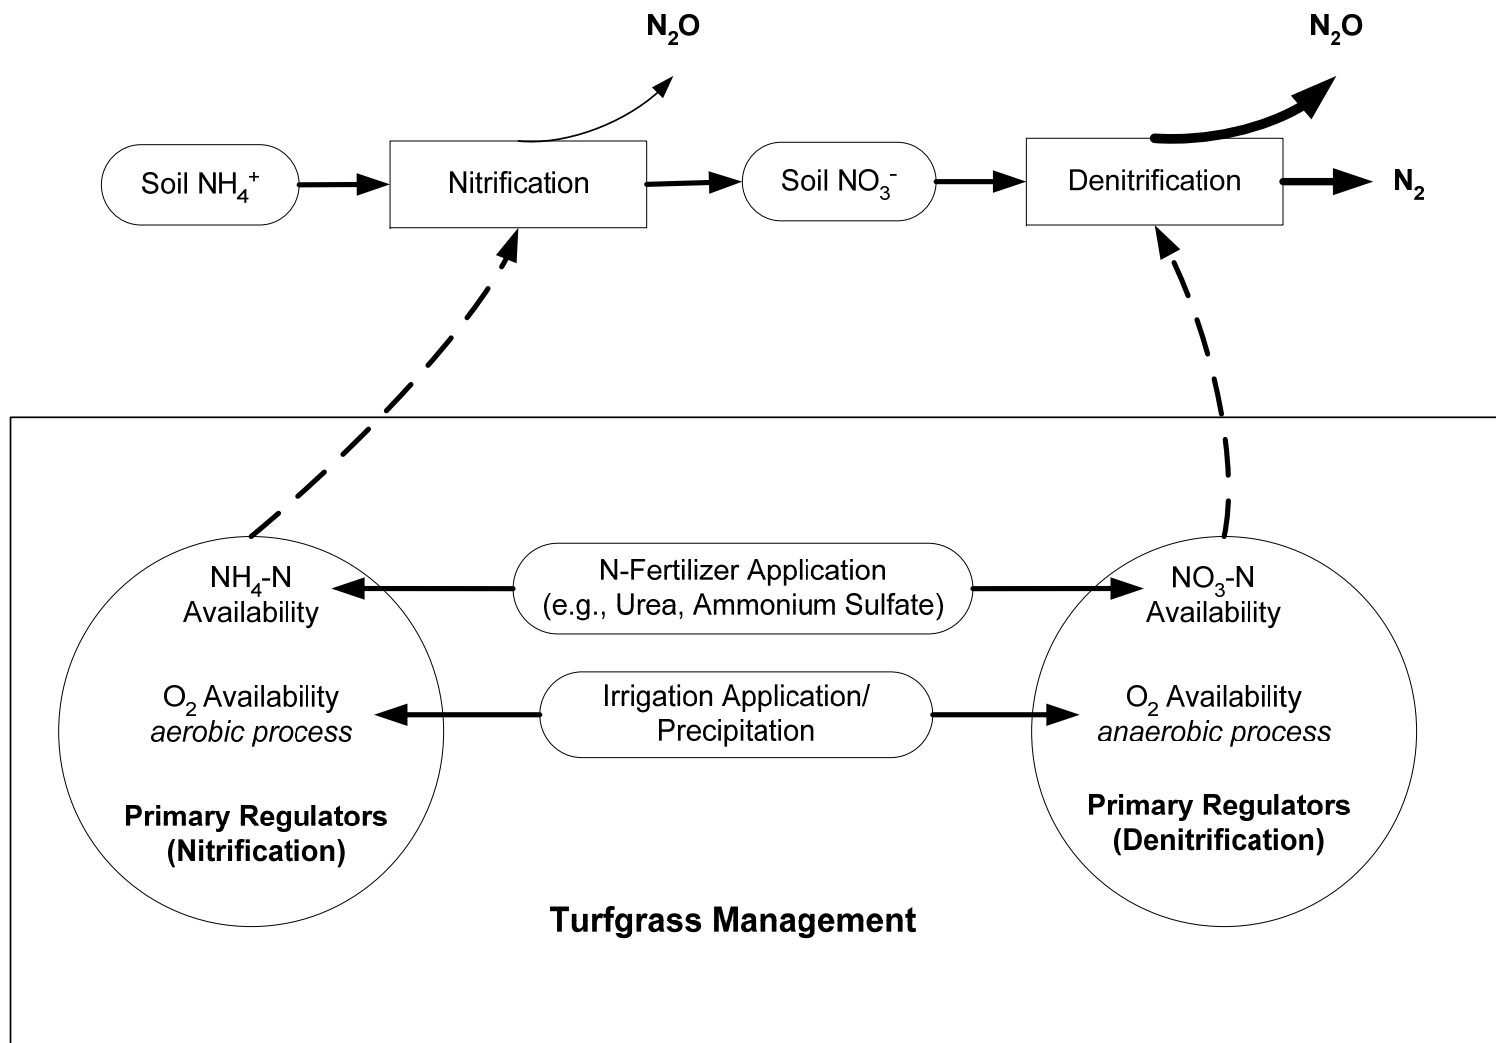 N₂O
N₂O
Soil NH₄⁺
Nitrification
Soil NO₃⁻
Denitrification
N₂
NH₄-N
Availability
N-Fertilizer Application
(e.g., Urea, Ammonium Sulfate)
NO₃-N
Availability
O₂ Availability
aerobic process
Irrigation Application/
Precipitation
O₂ Availability
anaerobic process
Primary Regulators
(Nitrification)
Primary Regulators
(Denitrification)
Turfgrass Management